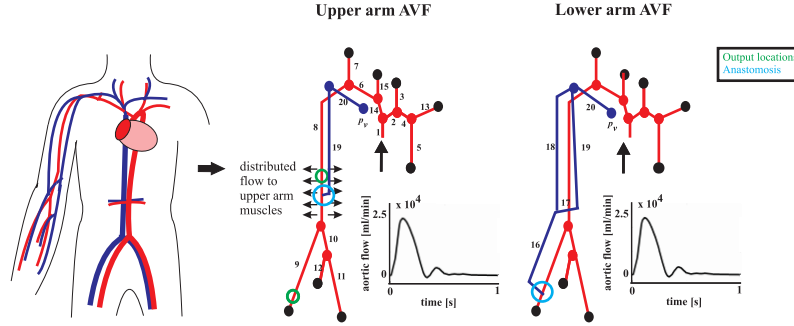 Upper arm AVF
Lower arm AVF
Output locations
Anastomosis
7
6
15
3
13
20
14
1
2
4
p_v
8
19
5
distributed
flow to
upper arm
muscles
10
9
12
11
x 10^4
2.5
aortic flow [ml/min]
0
0
time [s]
1
20
p_v
18
19
17
16
x 10^4
2.5
aortic flow [ml/min]
0
0
time [s]
1